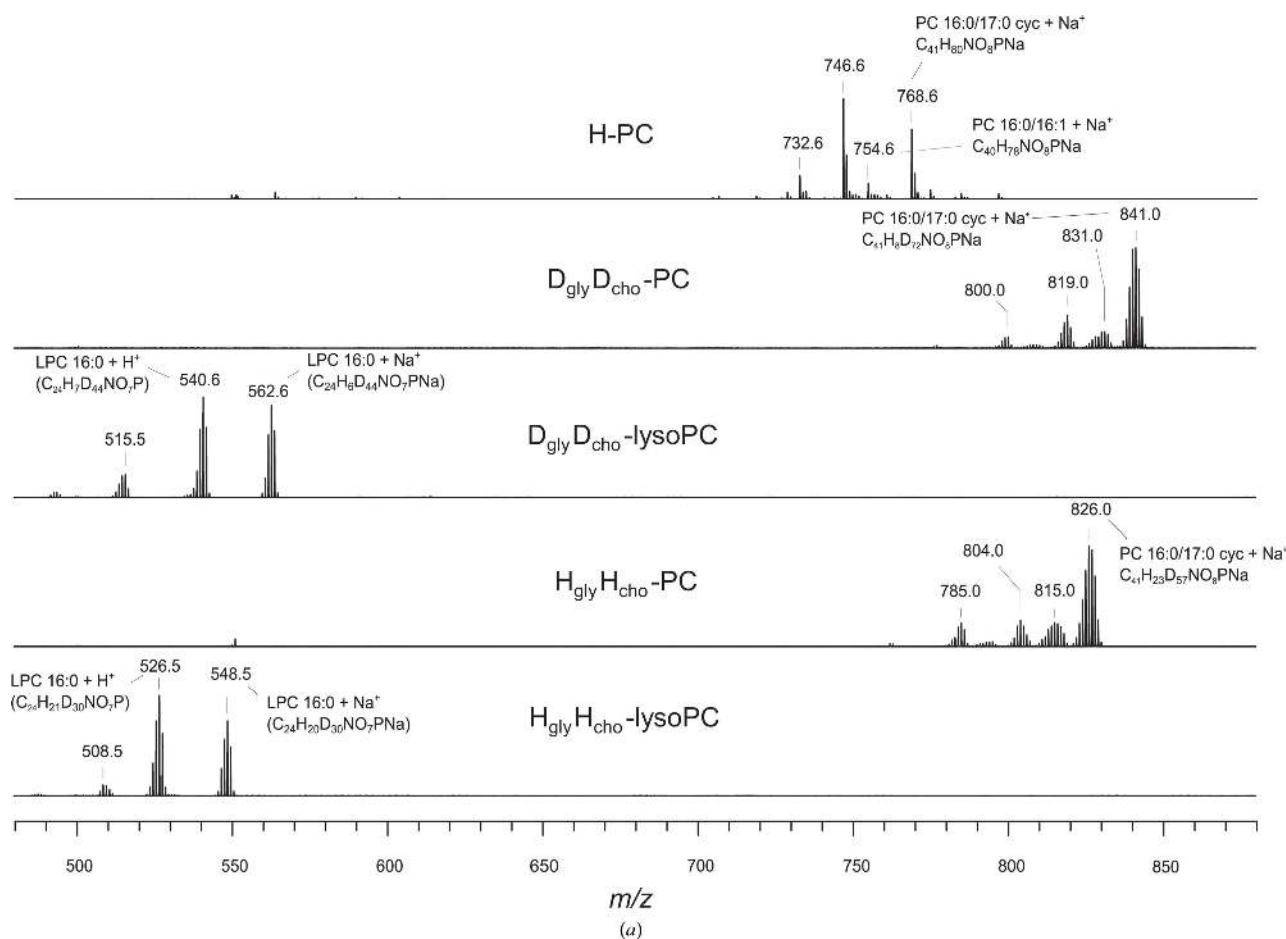 PC 16:0/17:0 cyc + Na⁺
C₄₁H₈₀NO₈PNa
746.6
768.6
H-PC
PC 16:0/16:1 + Na⁺
C₄₀H₇₈NO₈PNa
732.6
754.6
PC 16:0/17:0 cyc + Na⁺
C₄₁H₈D₇₂NO₈PNa
841.0
831.0
D_gly D_cho-PC
800.0
819.0
LPC 16:0 + H⁺
(C₂₄H₇D₄₄NO₇P)
540.6
LPC 16:0 + Na⁺
(C₂₄H₆D₄₄NO₇PNa)
562.6
515.5
D_gly D_cho-lysoPC
826.0
804.0
PC 16:0/17:0 cyc + Na⁺
C₄₁H₂₃D₅₇NO₈PNa
H_gly H_cho-PC
785.0
815.0
LPC 16:0 + H⁺
(C₂₄H₂₁D₃₀NO₇P)
526.5
548.5
LPC 16:0 + Na⁺
(C₂₄H₂₀D₃₀NO₇PNa)
H_gly H_cho-lysoPC
508.5
500 550 600 650 700 750 800 850
m/z
(a)